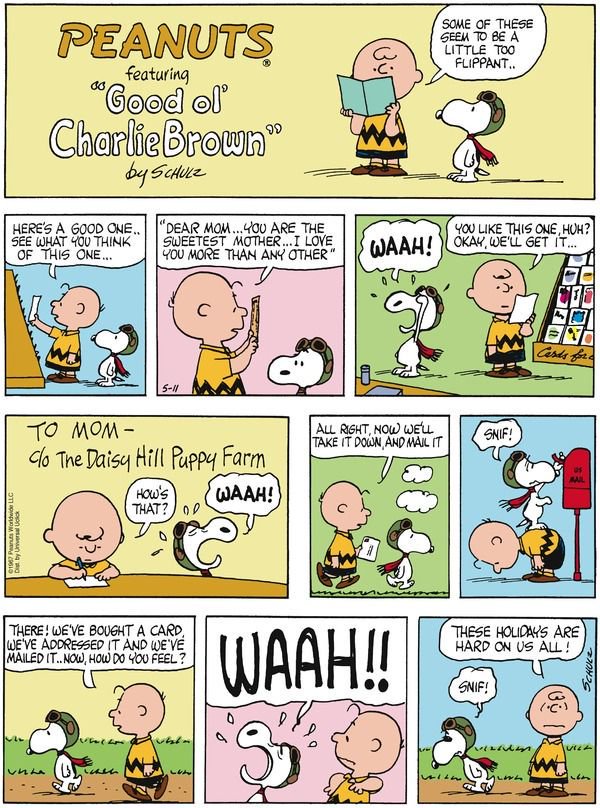 PEANUTS
®
featuring
"Good ol'
Charlie Brown"
by SCHULZ
SOME OF THESE
SEEM TO BE A
LITTLE TOO
FLIPPANT..
HERE'S A GOOD ONE..
SEE WHAT YOU THINK
OF THIS ONE...
"DEAR MOM...YOU ARE THE
SWEETEST MOTHER...I LOVE
YOU MORE THAN ANY OTHER"
5-11
WAAH!
YOU LIKE THIS ONE, HUH?
OKAY, WE'LL GET IT...
Cards for
TO MOM-
c/o The Daisy Hill Puppy Farm
HOW'S
THAT?
WAAH!
©1967 Peanuts Worldwide LLC
Dist. by Universal Uclick
ALL RIGHT, NOW WE'LL
TAKE IT DOWN, AND MAIL IT
SNIF!
US
MAIL
THERE! WE'VE BOUGHT A CARD,
WE'VE ADDRESSED IT AND WE'VE
MAILED IT..NOW, HOW DO YOU FEEL?
WAAH!!
THESE HOLIDAYS ARE
HARD ON US ALL!
SNIF!
SCHULZ